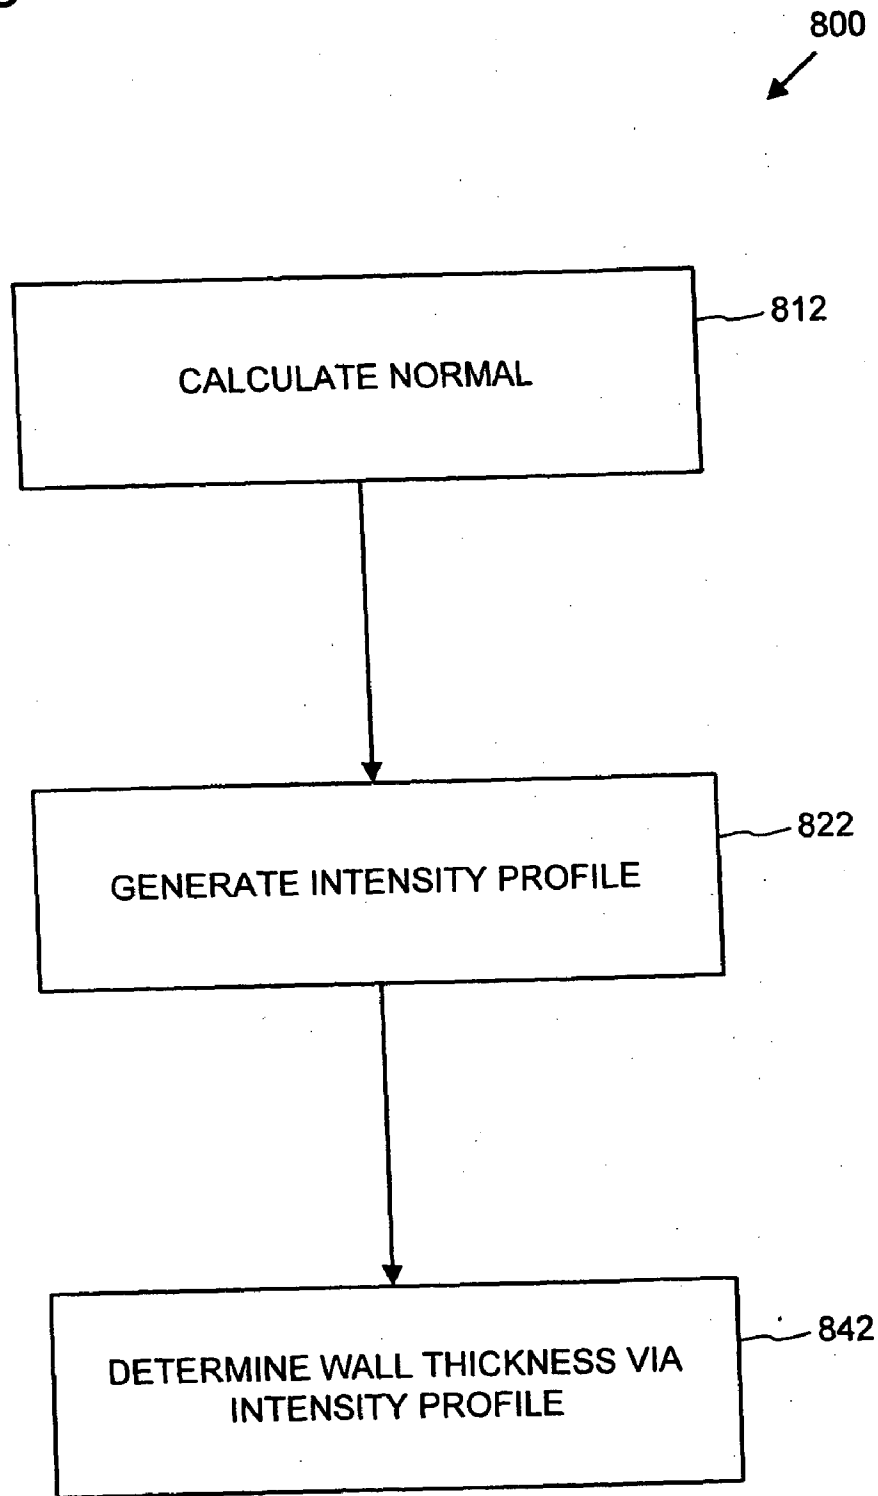 800
CALCULATE NORMAL
812
GENERATE INTENSITY PROFILE
822
DETERMINE WALL THICKNESS VIA
INTENSITY PROFILE
842